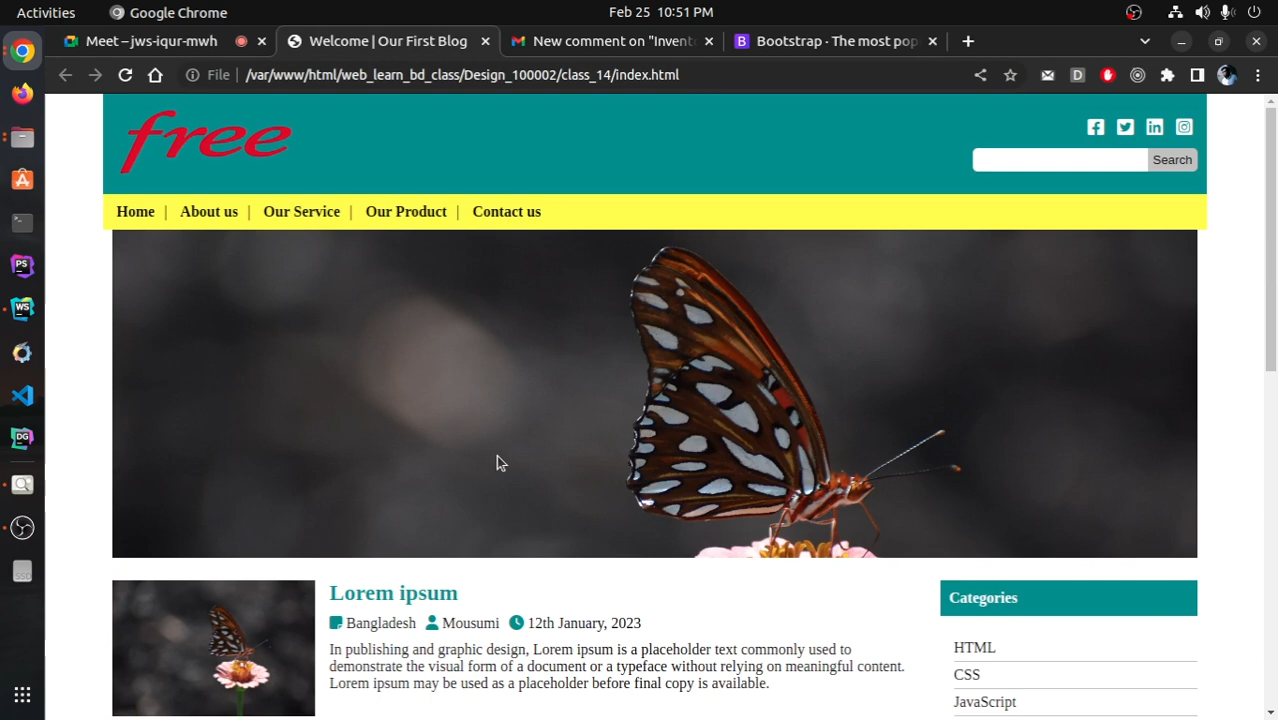 Activities
Google Chrome
Feb 25 10:51 PM
Meet – jws-iqur-mwh
Welcome | Our First Blog
New comment on "Invent
Bootstrap · The most pop
File
/var/www/html/web_learn_bd_class/Design_100002/class_14/index.html
free
Search
Home | About us | Our Service | Our Product | Contact us
Lorem ipsum
Bangladesh Mousumi 12th January, 2023
In publishing and graphic design, Lorem ipsum is a placeholder text commonly used to
demonstrate the visual form of a document or a typeface without relying on meaningful content.
Lorem ipsum may be used as a placeholder before final copy is available.
Categories
HTML
CSS
JavaScript
PS
WS
DG
SSD